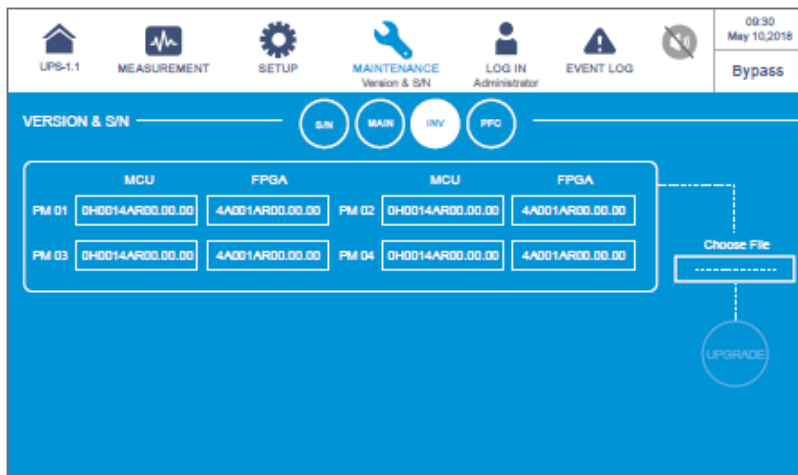 09:30
May 10,2018
UPS-1.1 MEASUREMENT SETUP MAINTENANCE LOG IN EVENT LOG
Version & S/N Administrator
Bypass
VERSION & S/N S/N MAIN INV PFC
MCU FPGA MCU FPGA
PM 01 0H0014AR00.00.00 4A001AR00.00.00 PM 02 0H0014AR00.00.00 4A001AR00.00.00
Choose File
PM 03 0H0014AR00.00.00 4A001AR00.00.00 PM 04 0H0014AR00.00.00 4A001AR00.00.00
---------------
UPGRADE